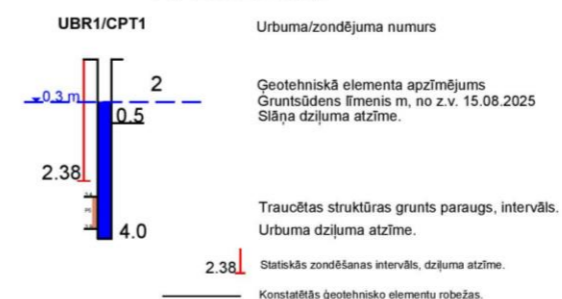 UBR1/CPT1 Urbuma/zondējuma numurs
2 Ģeotehniskā elementa apzīmējums
0.3 m Gruntsūdens līmenis m, no z.v. 15.08.2025
0.5 Slāņa dziļuma atzīme.
2.38
Traucētas struktūras grunts paraugs, intervāls.
4.0 Urbuma dziļuma atzīme.
2.38 Statiskās zondēšanas intervāls, dziļuma atzīme.
Konstatētās ģeotehnisko elementu robežas.